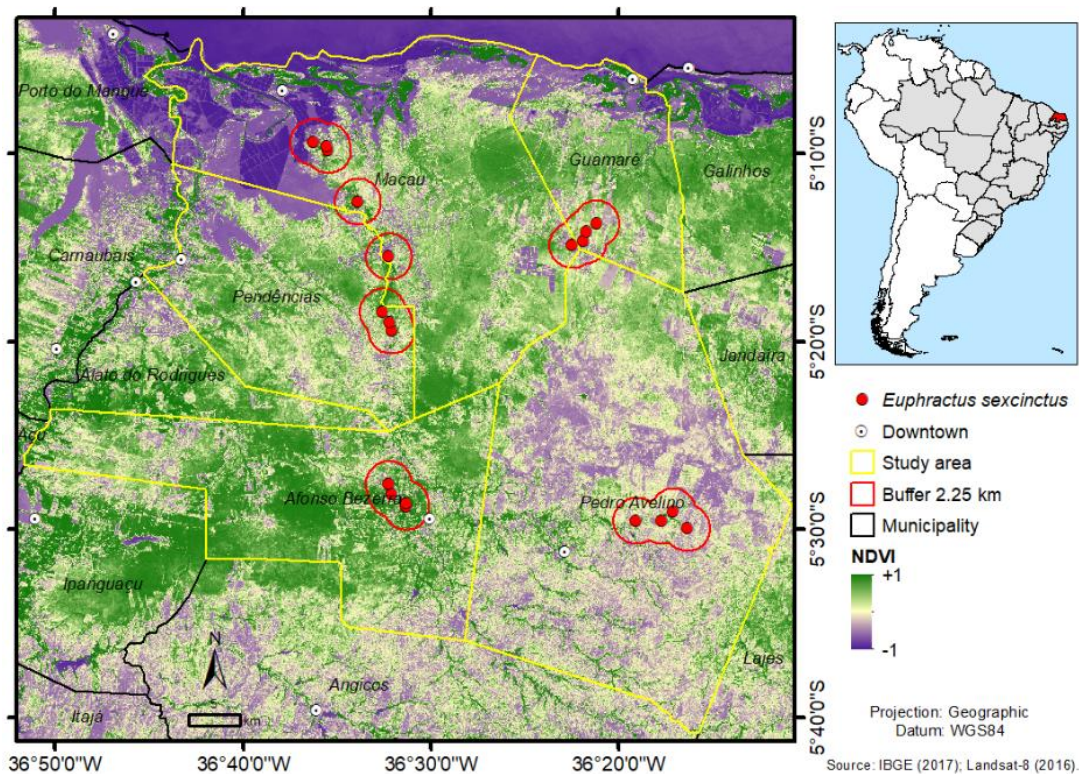 Porto do Mangue
Macau
Guamaré
Galinhos
Carnaubais
Pendências
Jandaíra
Alato do Rodrigues
Açu
Afonso Bezerra
Pedro Avelino
Ipanguaçu
Lajes
Angicos
Itajá
N
km
5°10'0"S
5°20'0"S
5°30'0"S
5°40'0"S
36°50'0"W
36°40'0"W
36°30'0"W
36°20'0"W
Euphractus sexcinctus
Downtown
Study area
Buffer 2.25 km
Municipality
NDVI
+1
-1
Projection: Geographic
Datum: WGS84
Source: IBGE (2017); Landsat-8 (2016).